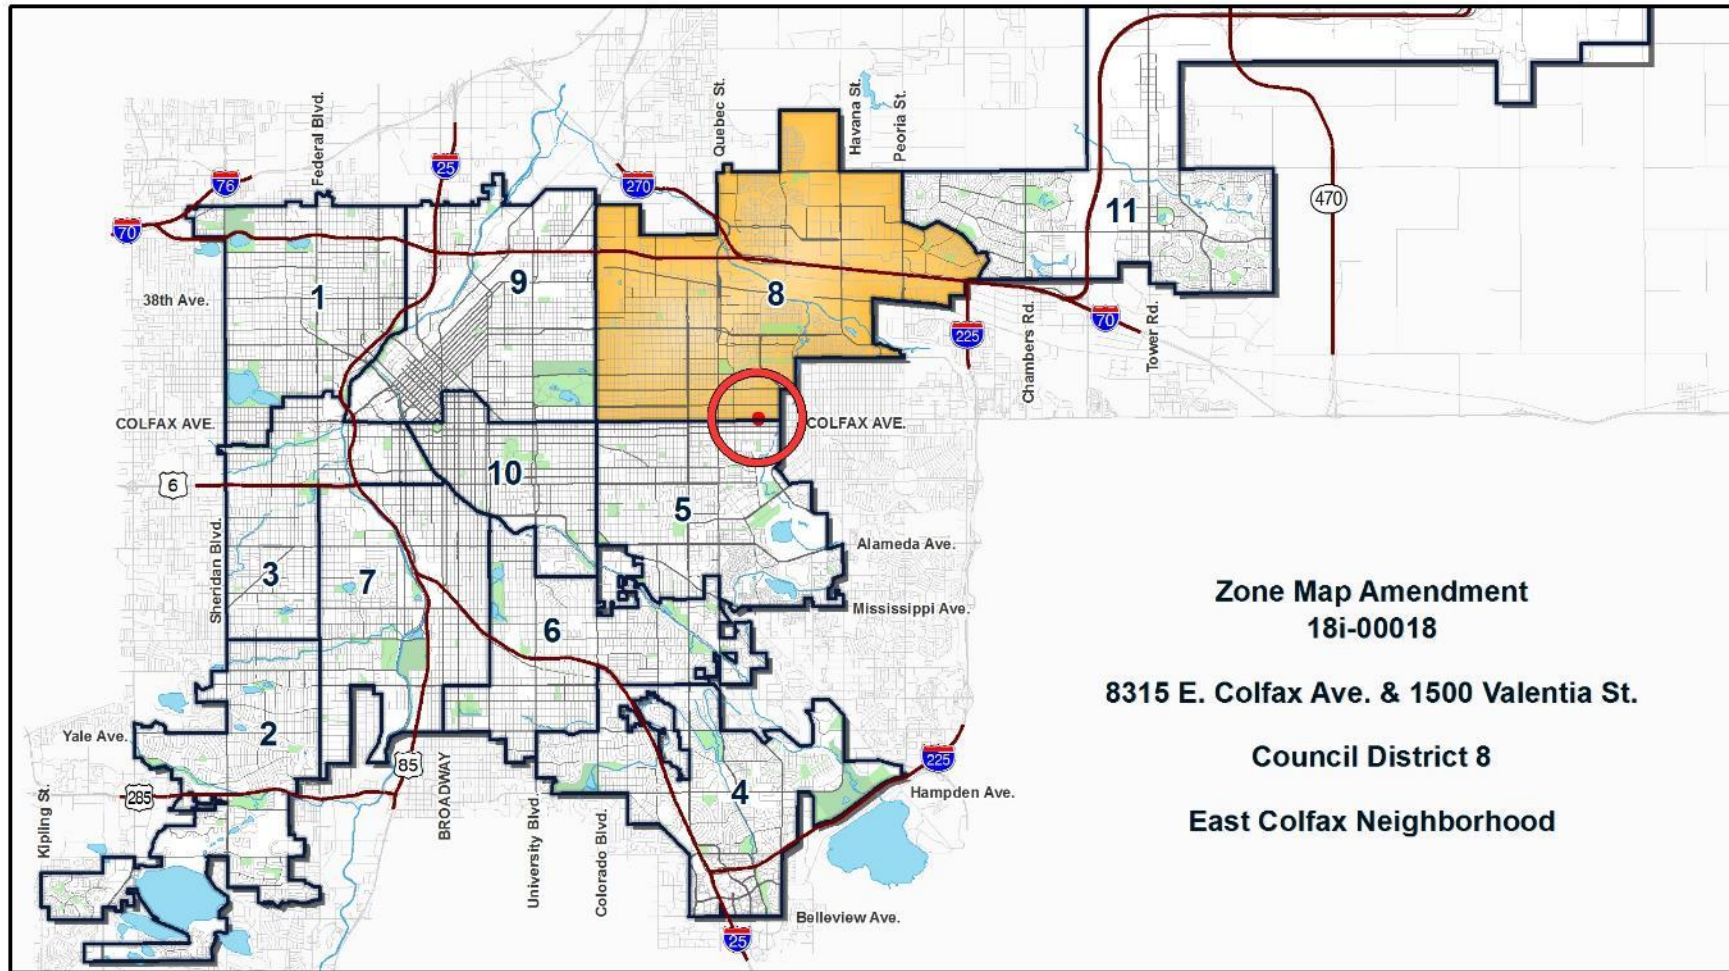 Federal Blvd.
Quebec St.
Havana St.
Peoria St.
25
76
270
470
70
11
9
1
8
38th Ave.
225
70
Chambers Rd.
Tower Rd.
COLFAX AVE.
COLFAX AVE.
10
6
5
Sheridan Blvd.
Alameda Ave.
3
7
Mississippi Ave.
6
Zone Map Amendment
18i-00018
8315 E. Colfax Ave. & 1500 Valentia St.
Council District 8
East Colfax Neighborhood
Yale Ave.
2
85
225
285
4
Hampden Ave.
Kipling St.
BROADWAY
University Blvd.
Colorado Blvd.
Belleview Ave.
25